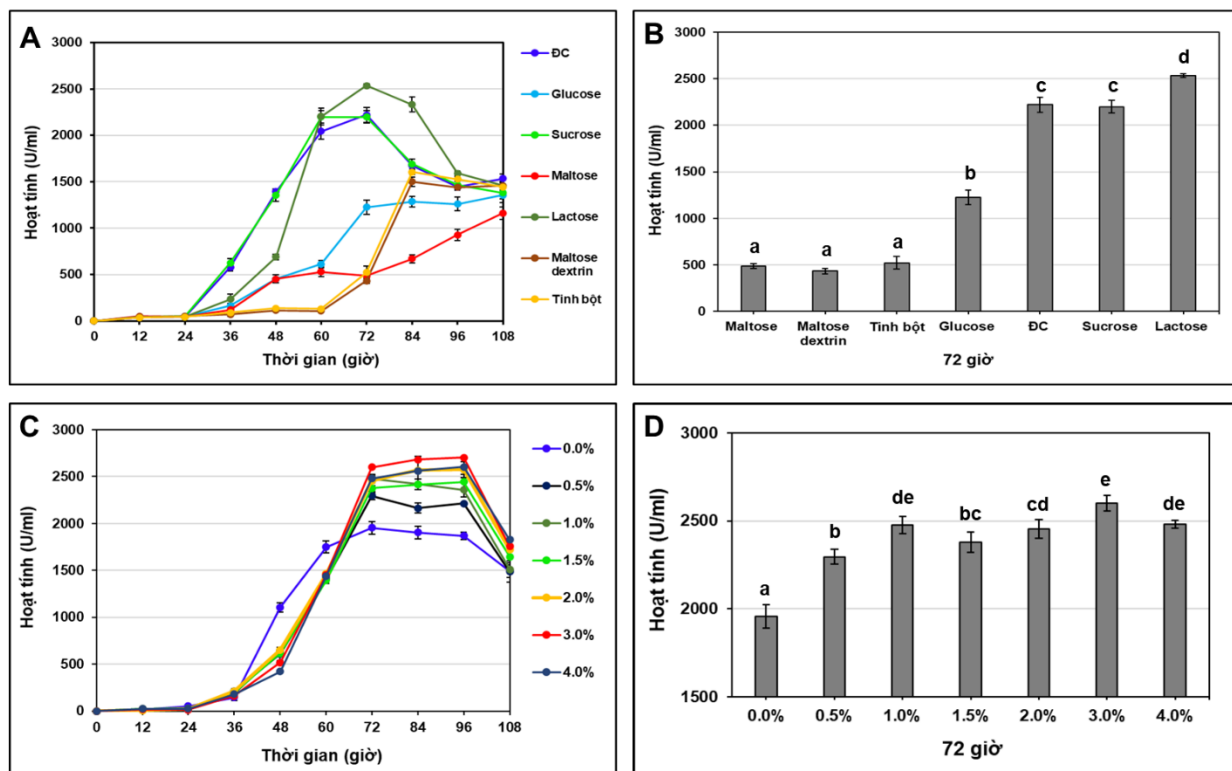 A
Hoạt tính (U/ml)
3000
2500
2000
1500
1000
500
0
0 12 24 36 48 60 72 84 96 108
Thời gian (giờ)
ĐC
Glucose
Sucrose
Maltose
Lactose
Maltose
dextrin
Tinh bột
B
Hoạt tính (U/ml)
3000
2500
2000
1500
1000
500
0
a a a b c c d
Maltose Maltose Tinh bột Glucose ĐC Sucrose Lactose
dextrin
72 giờ
C
Hoạt tính (U/ml)
3000
2500
2000
1500
1000
500
0
0 12 24 36 48 60 72 84 96 108
Thời gian (giờ)
0.0%
0.5%
1.0%
1.5%
2.0%
3.0%
4.0%
D
Hoạt tính (U/ml)
3000
2500
2000
1500
a b de bc cd e de
0.0% 0.5% 1.0% 1.5% 2.0% 3.0% 4.0%
72 giờ